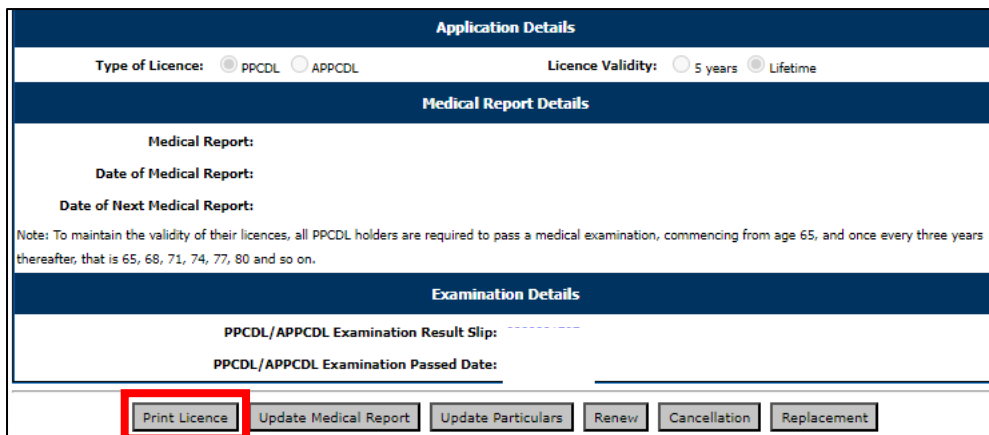 Application Details
Type of Licence: PPCDL APPCDL Licence Validity: 5 years Lifetime
Medical Report Details
Medical Report:
Date of Medical Report:
Date of Next Medical Report:
Note: To maintain the validity of their licences, all PPCDL holders are required to pass a medical examination, commencing from age 65, and once every three years
thereafter, that is 65, 68, 71, 74, 77, 80 and so on.
Examination Details
PPCDL/APPCDL Examination Result Slip:
PPCDL/APPCDL Examination Passed Date:
Print Licence Update Medical Report Update Particulars Renew Cancellation Replacement